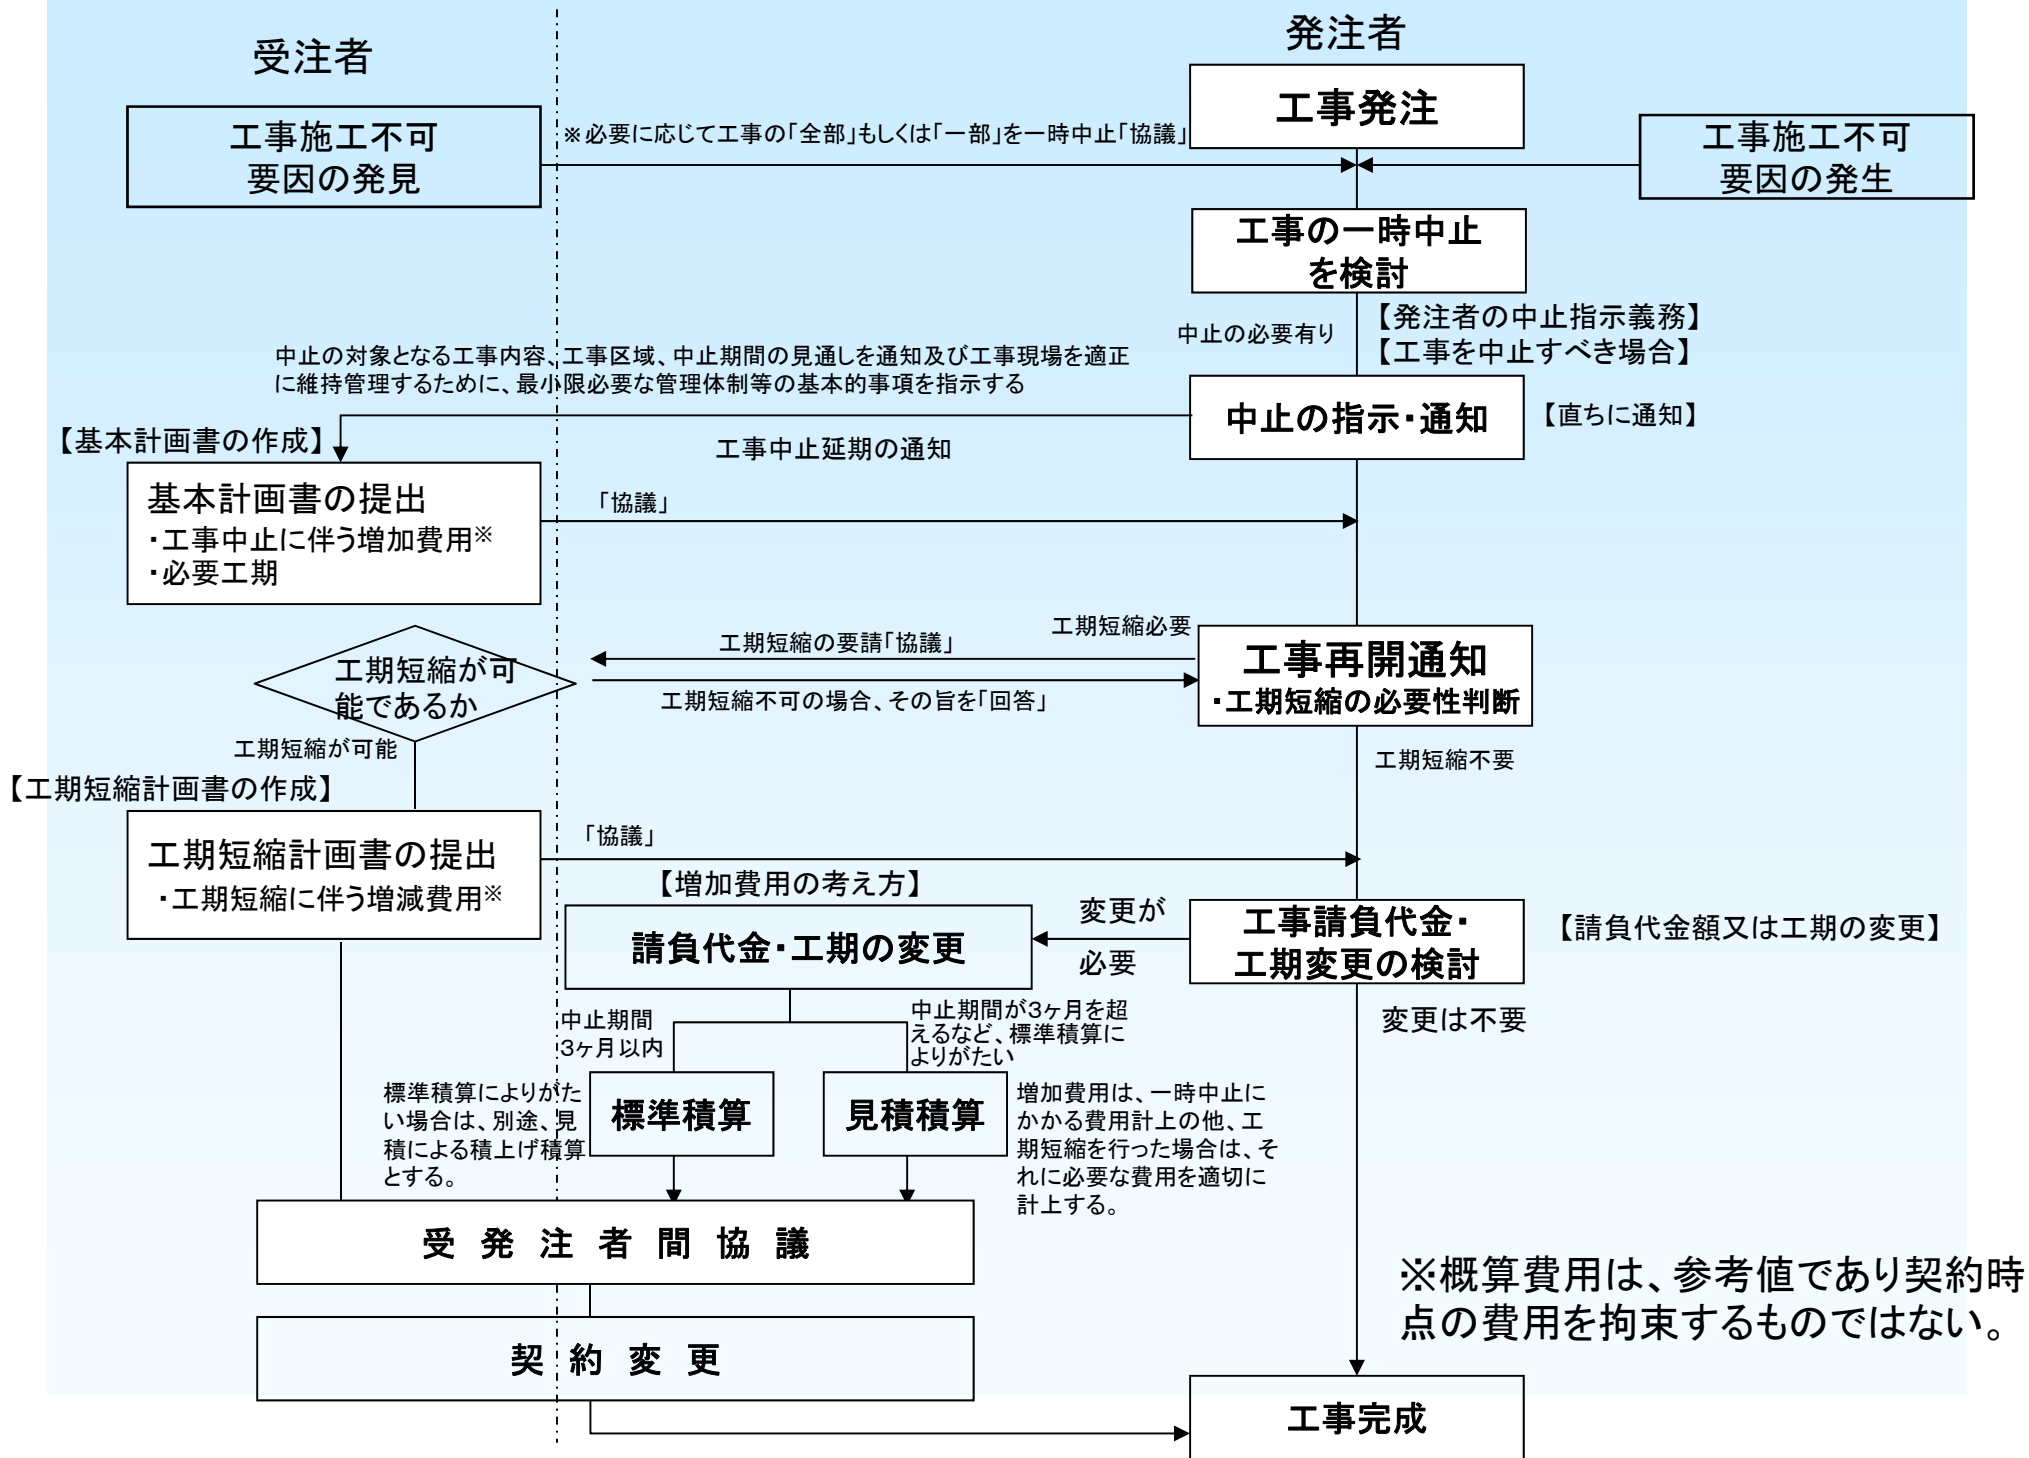 受注者
発注者
工事発注
工事施工不可
要因の発見
※必要に応じて工事の「全部」もしくは「一部」を一時中止「協議」
工事施工不可
要因の発生
工事の一時中止
を検討
中止の必要有り
【発注者の中止指示義務】
【工事を中止すべき場合】
中止の対象となる工事内容、工事区域、中止期間の見通しを通知及び工事現場を適正
に維持管理するために、最小限必要な管理体制等の基本的事項を指示する
中止の指示・通知
【直ちに通知】
【基本計画書の作成】
工事中止延期の通知
基本計画書の提出
・工事中止に伴う増加費用※
・必要工期
「協議」
工期短縮必要
工期短縮の要請「協議」
工事再開通知
・工期短縮の必要性判断
工期短縮が可
能であるか
工期短縮不可の場合、その旨を「回答」
工期短縮が可能
工期短縮不要
【工期短縮計画書の作成】
工期短縮計画書の提出
・工期短縮に伴う増減費用※
「協議」
【増加費用の考え方】
請負代金・工期の変更
変更が
必要
工事請負代金・
工期変更の検討
【請負代金額又は工期の変更】
中止期間
3ヶ月以内
中止期間が3ヶ月を超
えるなど、標準積算に
よりがたい
変更は不要
標準積算によりがた
い場合は、別途、見
積による積上げ積算
とする。
標準積算
見積積算
増加費用は、一時中止に
かかる費用計上の他、工
期短縮を行った場合は、そ
れに必要な費用を適切に
計上する。
受発注者間協議
※概算費用は、参考値であり契約時
点の費用を拘束するものではない。
契約変更
工事完成